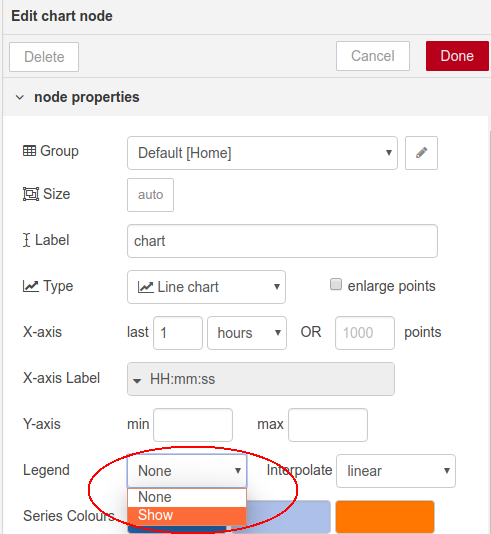 Edit chart node
Delete Cancel Done
node properties
Group Default [Home]
Size auto
Label chart
Type Line chart enlarge points
X-axis last 1 hours OR 1000 points
X-axis Label HH:mm:ss
Y-axis min max
Legend None Interpolate linear
None
Show
Series Colours